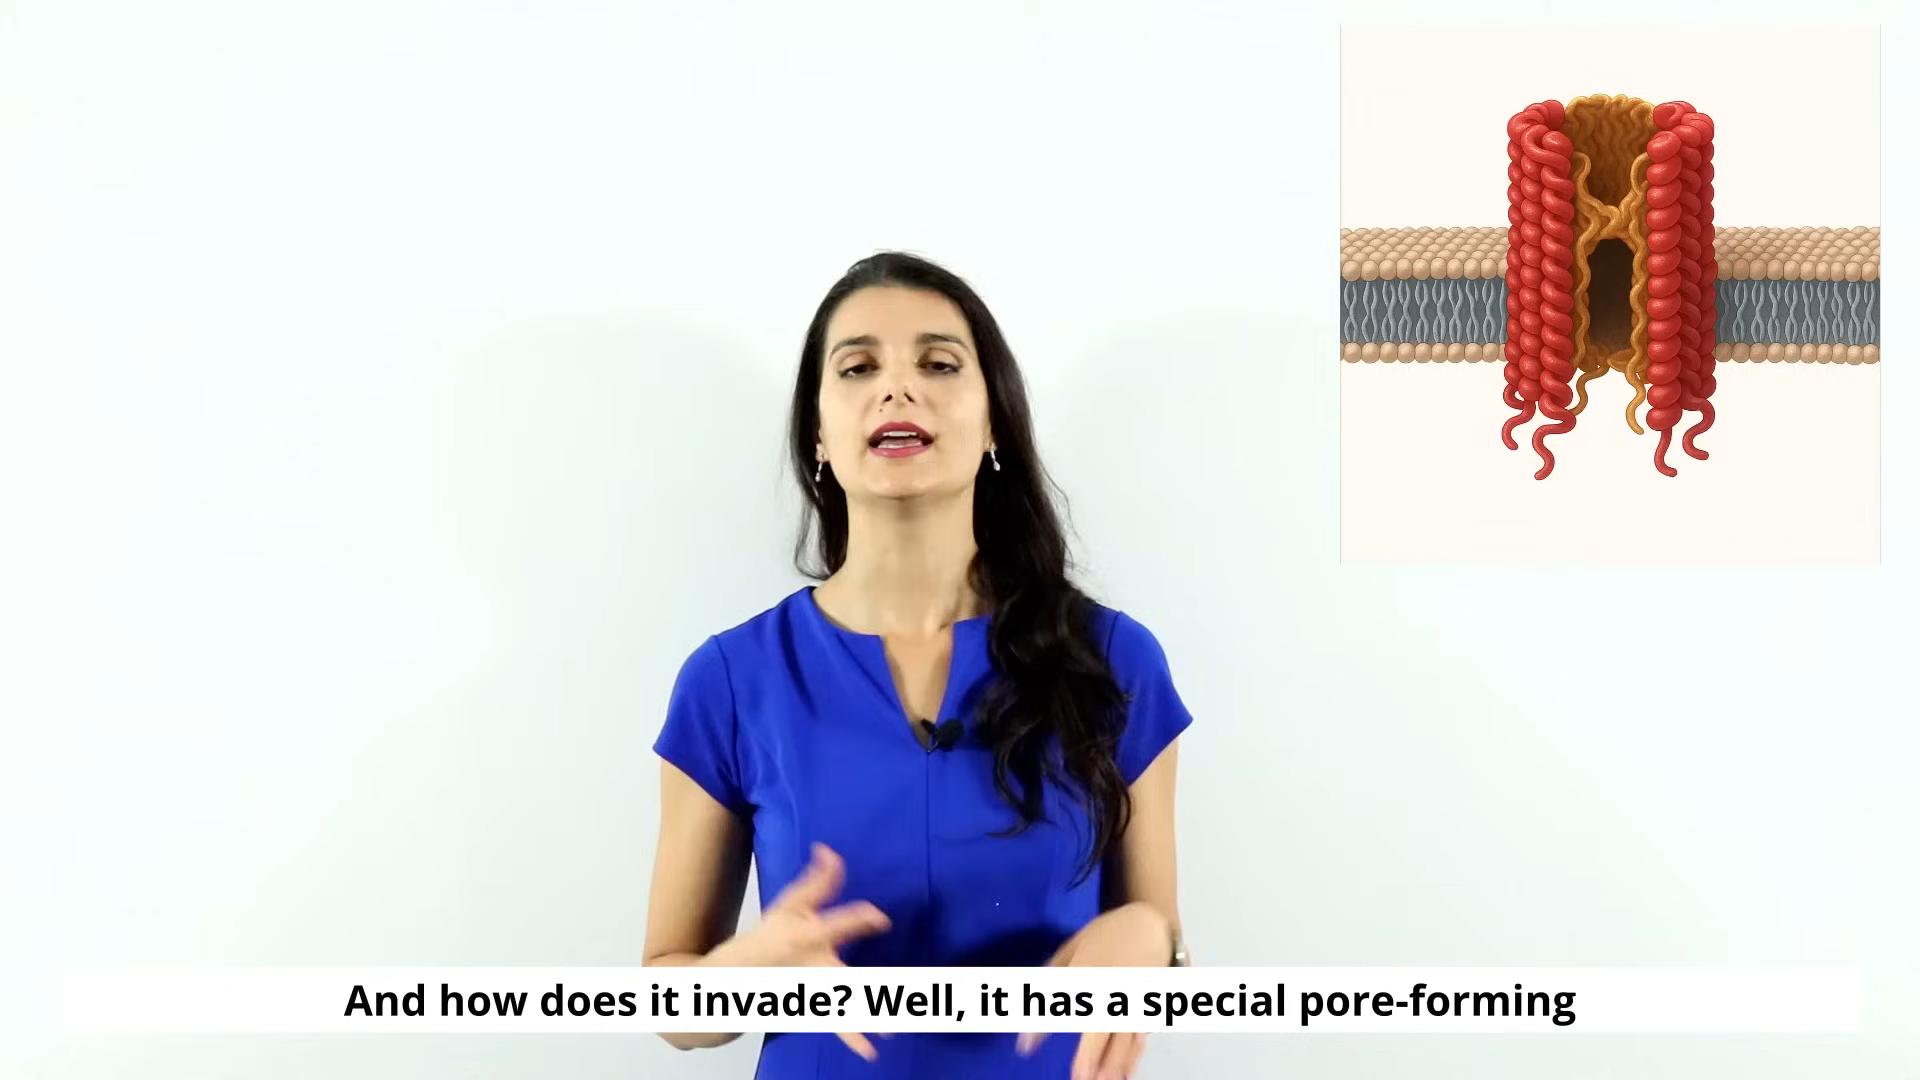 And how does it invade? Well, it has a special pore-forming